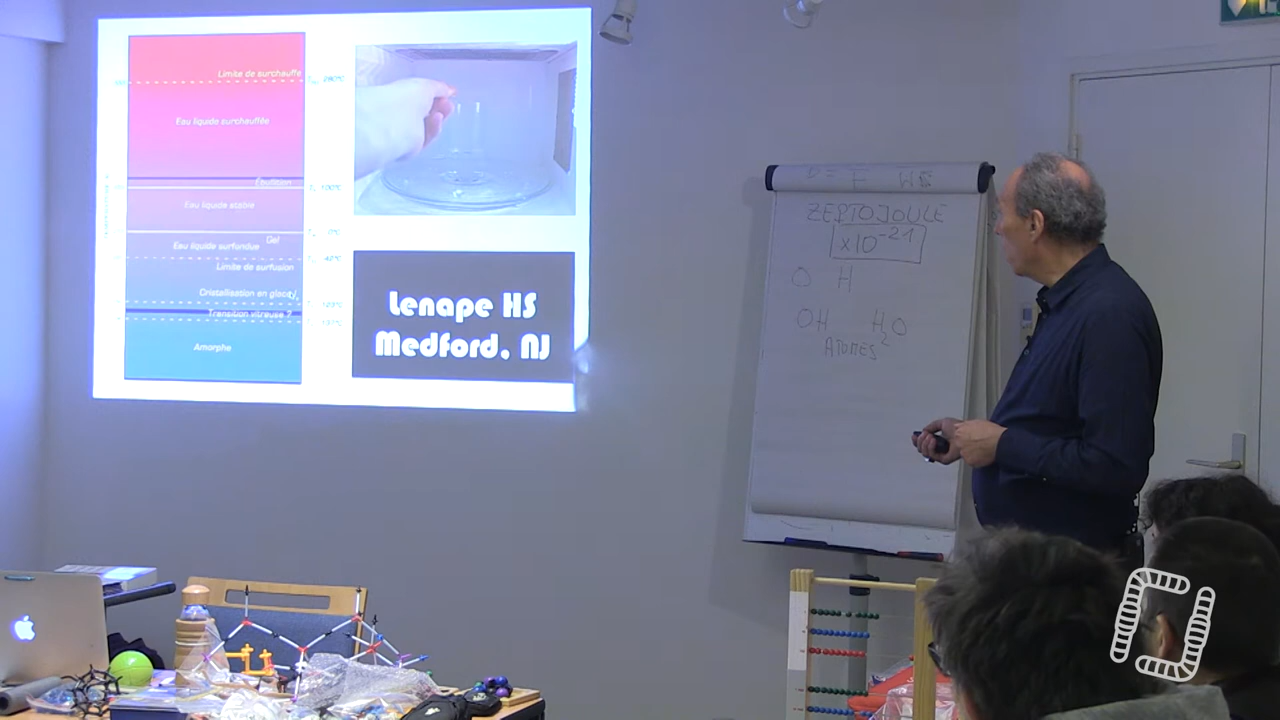 Limite de surchauffe
Eau liquide surchauffée
Ébullition
Eau liquide stable
Gel
Eau liquide surfondue
Limite de surfusion
Cristallisation en glace I
Transition vitreuse ?
Amorphe
Lenape HS
Medford, NJ
ZEPTOJOULE
x10⁻²¹
O H
OH H₂O
ATOMES